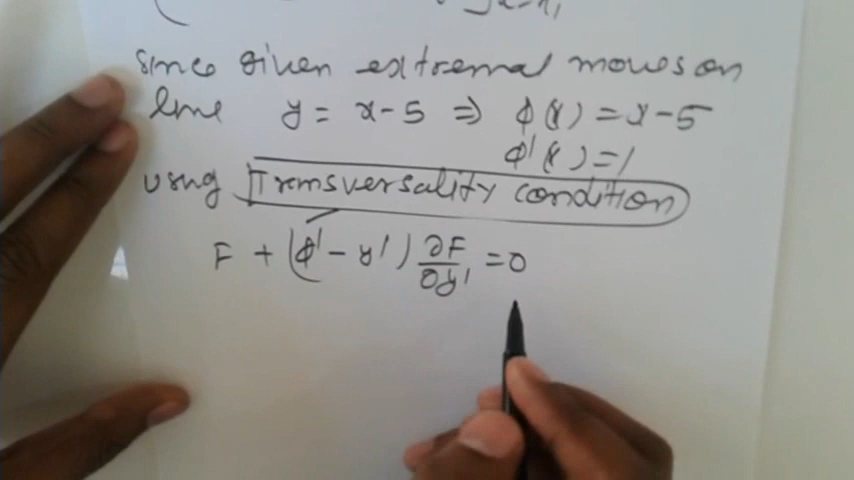 since given extremal moves on
line y = x-5 ⇒ ϕ(x) = x-5
ϕ'(x) = 1
using Transversality condition
F + (ϕ' - y') ∂F/∂y' = 0